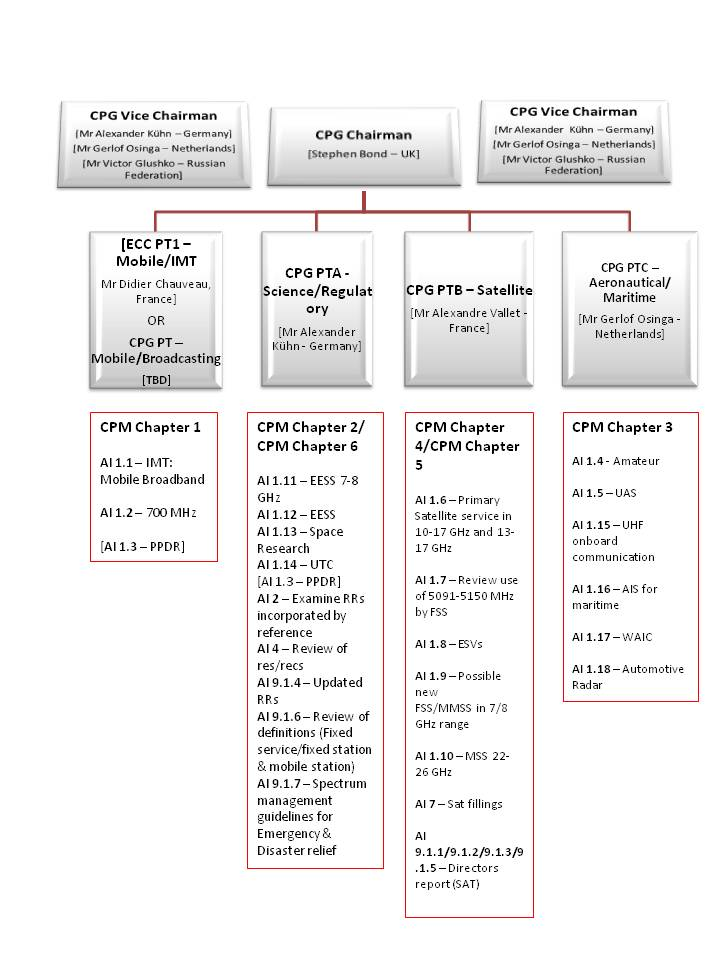 CPG Vice Chairman
[Mr Alexander Kühn – Germany]
[Mr Gerlof Osinga – Netherlands]
[Mr Victor Glushko – Russian
Federation]
CPG Chairman
[Stephen Bond – UK]
CPG Vice Chairman
[Mr Alexander Kühn – Germany]
[Mr Gerlof Osinga – Netherlands]
[Mr Victor Glushko – Russian
Federation]
[ECC PT1 –
Mobile/IMT
Mr Didier Chauveau,
France]
OR
CPG PT –
Mobile/Broadcasting
[TBD]
CPG PTA -
Science/Regulat
ory
[Mr Alexander
Kühn - Germany]
CPG PTB – Satellite
[Mr Alexandre Vallet -
France]
CPG PTC –
Aeronautical/
Maritime
[Mr Gerlof Osinga -
Netherlands]
CPM Chapter 1
AI 1.1 – IMT:
Mobile Broadband
AI 1.2 – 700 MHz
[AI 1.3 – PPDR]
CPM Chapter 2/
CPM Chapter 6
AI 1.11 – EESS 7-8
GHz
AI 1.12 – EESS
AI 1.13 – Space
Research
AI 1.14 – UTC
[AI 1.3 – PPDR]
AI 2 – Examine RRs
incorporated by
reference
AI 4 – Review of
res/recs
AI 9.1.4 – Updated
RRs
AI 9.1.6 – Review of
definitions (Fixed
service/fixed station
& mobile station)
AI 9.1.7 – Spectrum
management
guidelines for
Emergency &
Disaster relief
CPM Chapter
4/CPM Chapter
5
AI 1.6 – Primary
Satellite service in
10-17 GHz and 13-
17 GHz
AI 1.7 – Review use
of 5091-5150 MHz
by FSS
AI 1.8 – ESVs
AI 1.9 – Possible
new
FSS/MMSS in 7/8
GHz range
AI 1.10 – MSS 22-
26 GHz
AI 7 – Sat fillings
AI
9.1.1/9.1.2/9.1.3/9
.1.5 – Directors
report (SAT)
CPM Chapter 3
AI 1.4 - Amateur
AI 1.5 – UAS
AI 1.15 – UHF
onboard
communication
AI 1.16 – AIS for
maritime
AI 1.17 – WAIC
AI 1.18 – Automotive
Radar